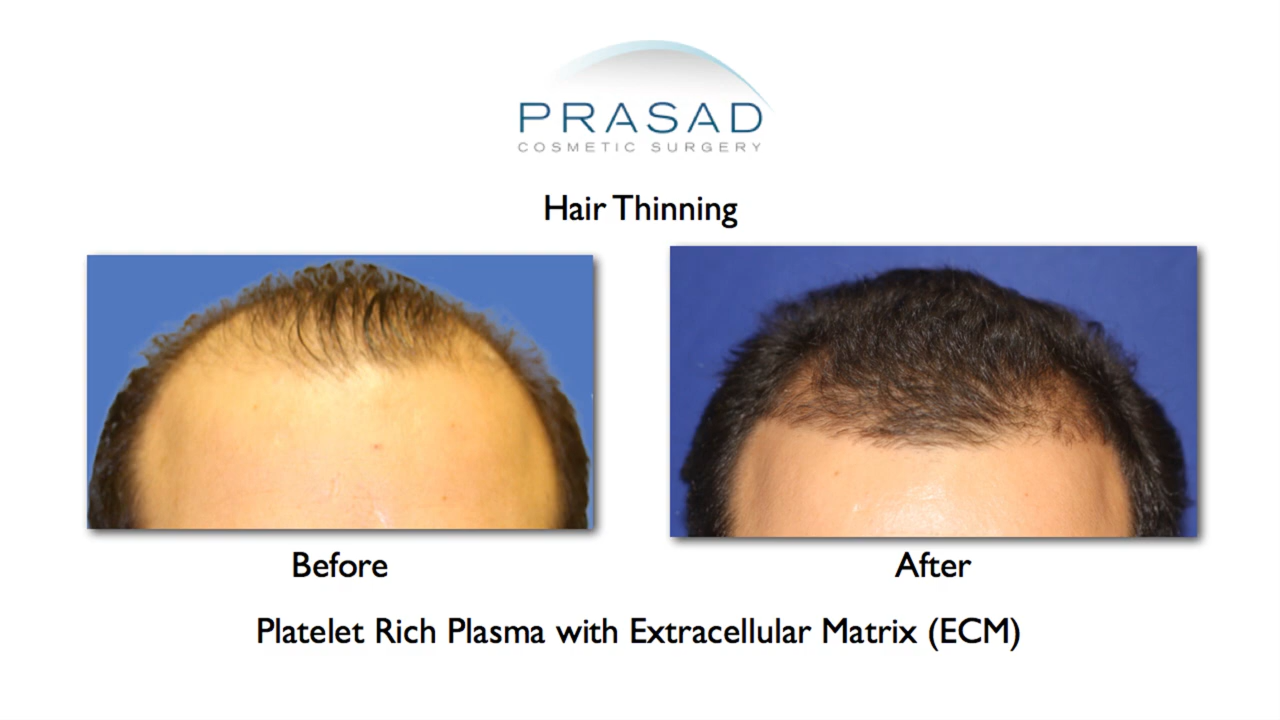 PRASAD
COSMETIC SURGERY
Hair Thinning
Before
After
Platelet Rich Plasma with Extracellular Matrix (ECM)